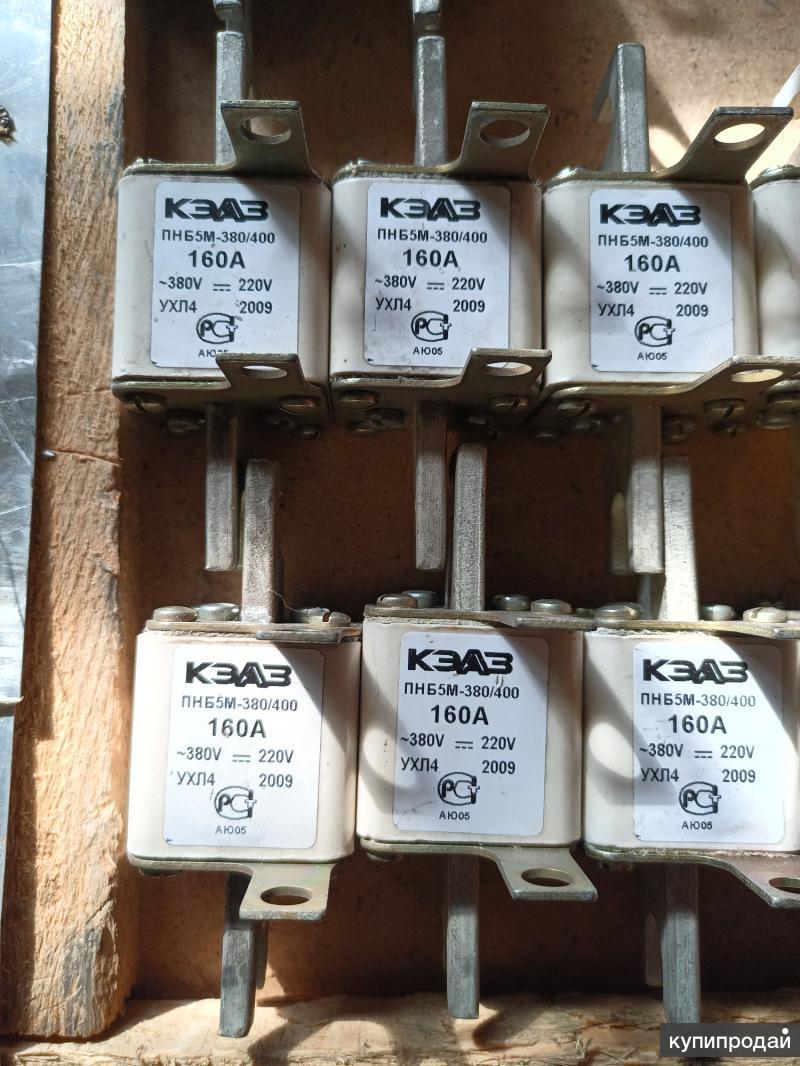 КЭАЗ
ПНБ5М-380/400
160А
~380V ⎓ 220V
УХЛ4 2009
РСт
АЮ05
КЭАЗ
ПНБ5М-380/400
160А
~380V ⎓ 220V
УХЛ4 2009
РСт
АЮ05
КЭАЗ
ПНБ5М-380/400
160А
~380V ⎓ 220V
УХЛ4 2009
РСт
АЮ05
КЭАЗ
ПНБ5М-380/400
160А
~380V ⎓ 220V
УХЛ4 2009
РСт
АЮ05
КЭАЗ
ПНБ5М-380/400
160А
~380V ⎓ 220V
УХЛ4 2009
РСт
АЮ05
КЭАЗ
ПНБ5М-380/400
160А
~380V ⎓ 220V
УХЛ4 2009
РСт
АЮ05
купипродай